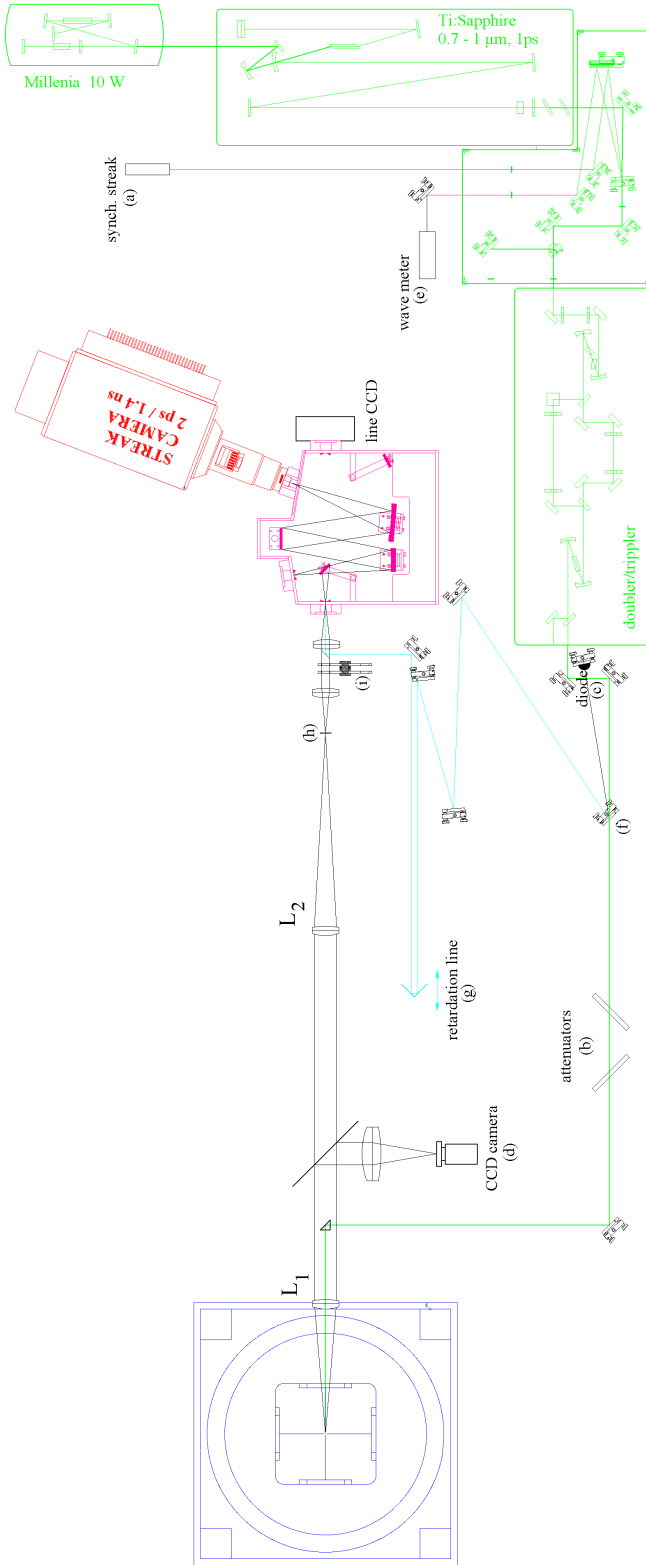 Ti:Sapphire
0.7 - 1 µm, 1ps
Millenia 10 W
synch. streak
(a)
wave meter
(e)
STREAK
CAMERA
2 ps / 1.4 ns
line CCD
doubler/trippler
(i)
(h)
diode
(c)
(f)
L2
retardation line
(g)
attenuators
(b)
CCD camera
(d)
L1